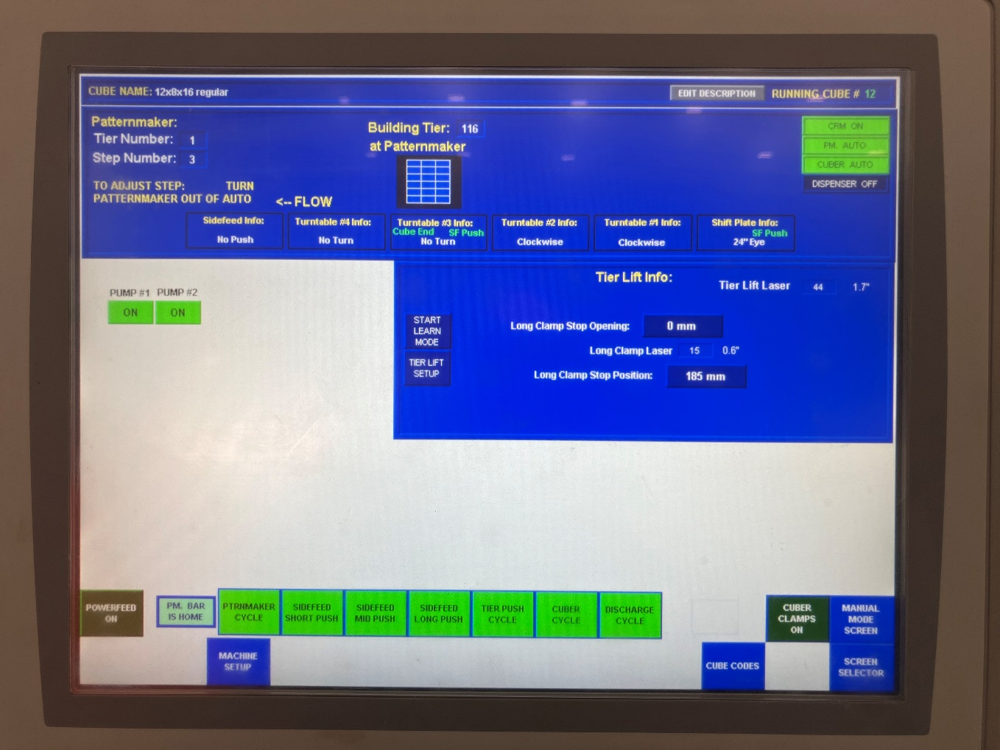 CUBE NAME: 12x8x16 regular
EDIT DESCRIPTION
RUNNING CUBE # 12
Patternmaker:
Tier Number: 1
Step Number: 3
Building Tier: 116
at Patternmaker
CRM ON
PM. AUTO
CUBER AUTO
DISPENSER OFF
TO ADJUST STEP: TURN
PATTERNMAKER OUT OF AUTO
<-- FLOW
Sidefeed Info:
No Push
Turntable #4 Info:
No Turn
Turntable #3 Info:
Cube End SF Push
No Turn
Turntable #2 Info:
Clockwise
Turntable #1 Info:
Clockwise
Shift Plate Info:
SF Push
24" Eye
PUMP #1 PUMP #2
ON ON
Tier Lift Info:
Tier Lift Laser 44 1.7"
START
LEARN
MODE
TIER LIFT
SETUP
Long Clamp Stop Opening: 0 mm
Long Clamp Laser 15 0.6"
Long Clamp Stop Position: 185 mm
POWERFEED
ON
PM. BAR
IS HOME
PTRNMAKER
CYCLE
SIDEFEED
SHORT PUSH
SIDEFEED
MID PUSH
SIDEFEED
LONG PUSH
TIER PUSH
CYCLE
CUBER
CYCLE
DISCHARGE
CYCLE
CUBER
CLAMPS
ON
MANUAL
MODE
SCREEN
MACHINE
SETUP
CUBE CODES
SCREEN
SELECTOR